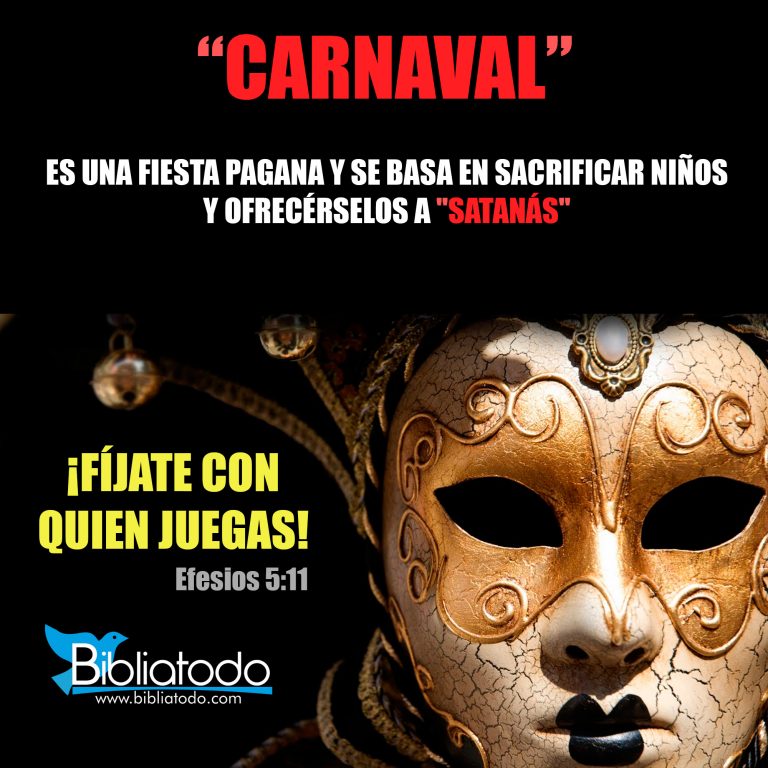 “CARNAVAL”
ES UNA FIESTA PAGANA Y SE BASA EN SACRIFICAR NIÑOS
Y OFRECÉRSELOS A "SATANÁS"
¡FÍJATE CON
QUIEN JUEGAS!
Efesios 5:11
Bibliatodo
www.bibliatodo.com